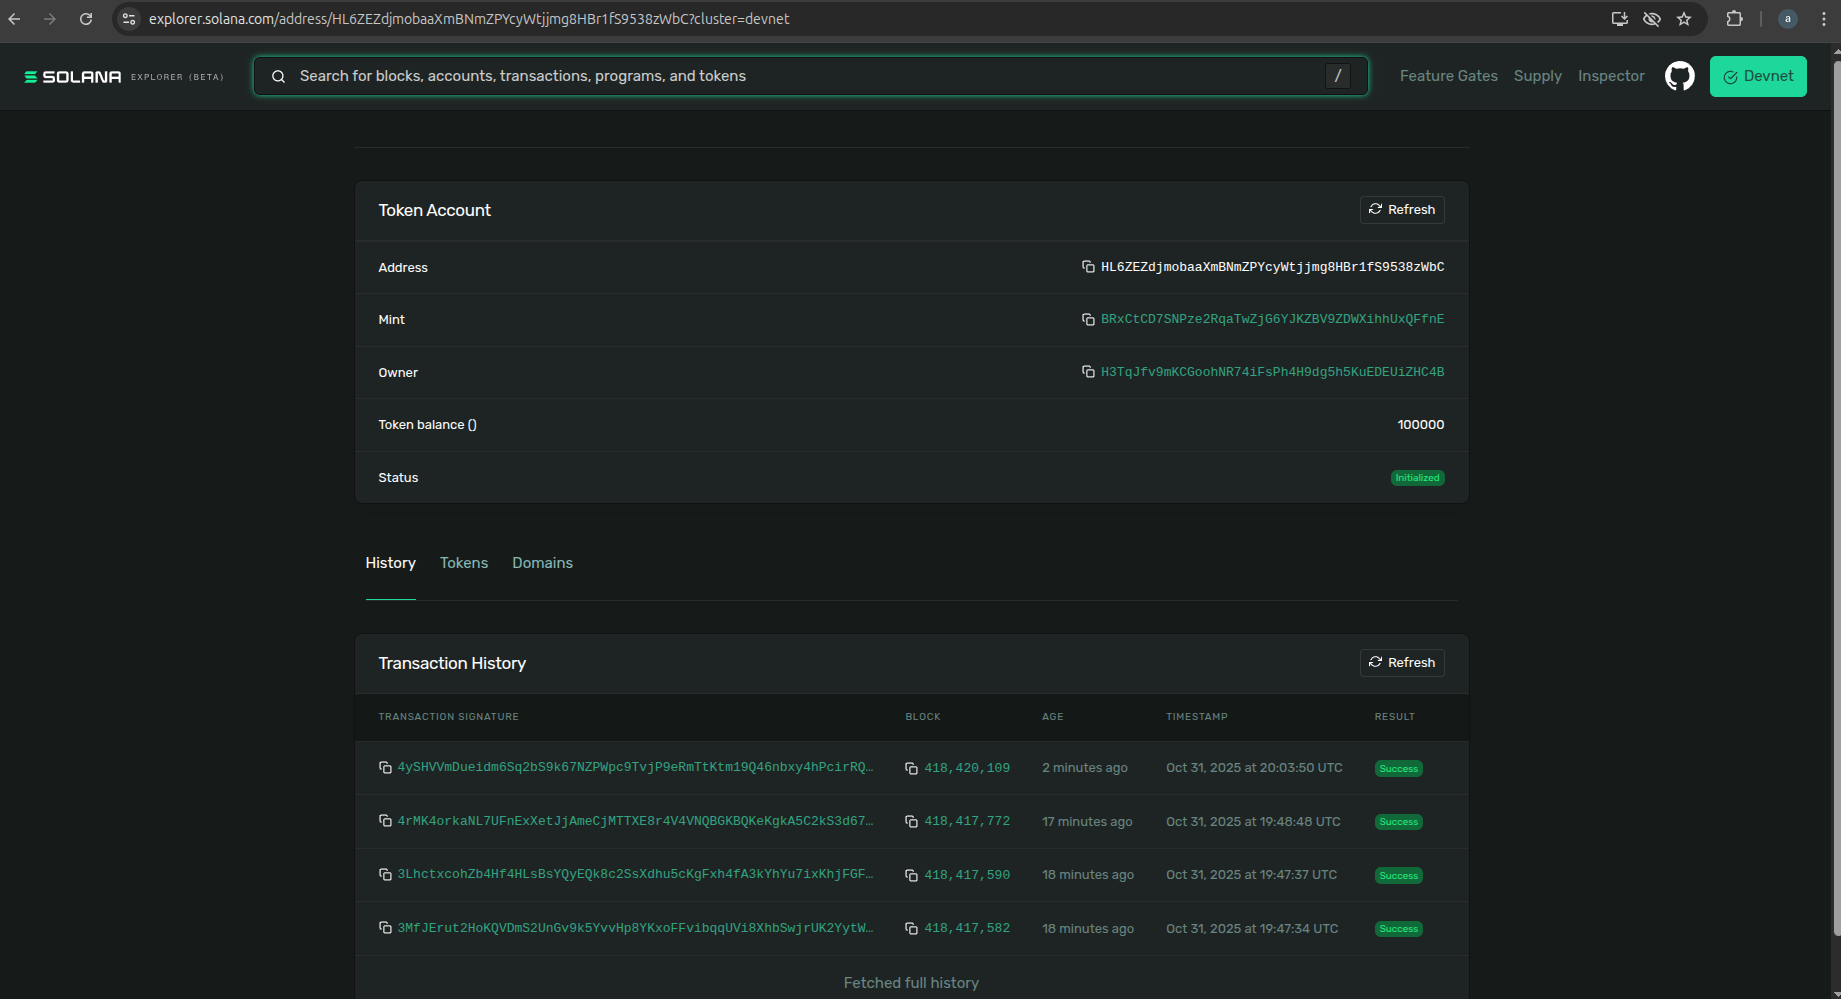 explorer.solana.com/address/HL6ZEZdjmobaaXmBNmZPYcyWtjjmg8HBr1fS9538zWbC?cluster=devnet
a
SOLANA EXPLORER (BETA)
Search for blocks, accounts, transactions, programs, and tokens
/
Feature Gates
Supply
Inspector
Devnet
Token Account
Refresh
Address
HL6ZEZdjmobaaXmBNmZPYcyWtjjmg8HBr1fS9538zWbC
Mint
BRxCtCD7SNPze2RqaTwZjG6YJKZBV9ZDWXihhUxQFfnE
Owner
H3TqJfv9mKCGoohNR74iFsPh4H9dg5h5KuEDEUiZHC4B
Token balance ()
100000
Status
Initialized
History
Tokens
Domains
Transaction History
Refresh
TRANSACTION SIGNATURE BLOCK AGE TIMESTAMP RESULT
4ySHVVmDueidm6Sq2bS9k67NZPWpc9TvjP9eRmTtKtm19Q46nbxy4hPcirRQ… 418,420,109 2 minutes ago Oct 31, 2025 at 20:03:50 UTC Success
4rMK4orkaNL7UFnExXetJjAmeCjMTTXE8r4V4VNQBGKBQKeKgkA5C2kS3d67… 418,417,772 17 minutes ago Oct 31, 2025 at 19:48:48 UTC Success
3LhctxcohZb4Hf4HLsBsYQyEQk8c2SsXdhu5cKgFxh4fA3kYhYu7ixKhjFGF… 418,417,590 18 minutes ago Oct 31, 2025 at 19:47:37 UTC Success
3MfJErut2HoKQVDmS2UnGv9k5YvvHp8YKxoFFvibqqUVi8XhbSwjrUK2YytW… 418,417,582 18 minutes ago Oct 31, 2025 at 19:47:34 UTC Success
Fetched full history